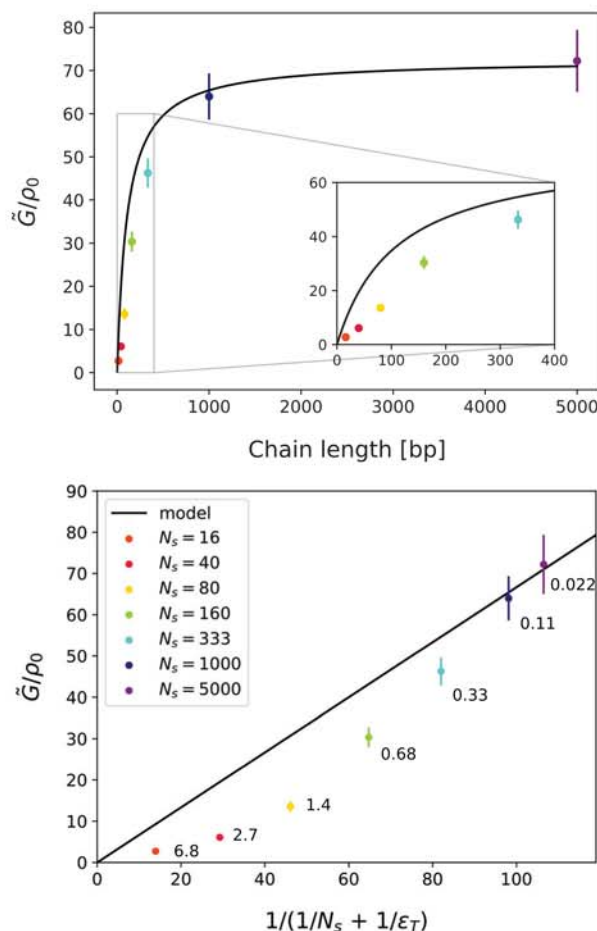 80
70
60
50
40
30
20
10
0
G̃/ρ₀
60
40
20
0
0 100 200 300 400
0 1000 2000 3000 4000 5000
Chain length [bp]
90
80
70
60
50
40
30
20
10
0
G̃/ρ₀
model
Nₛ = 16
Nₛ = 40
Nₛ = 80
Nₛ = 160
Nₛ = 333
Nₛ = 1000
Nₛ = 5000
0.022
0.11
0.33
0.68
1.4
2.7
6.8
0 20 40 60 80 100
1/(1/Nₛ + 1/ε_T)